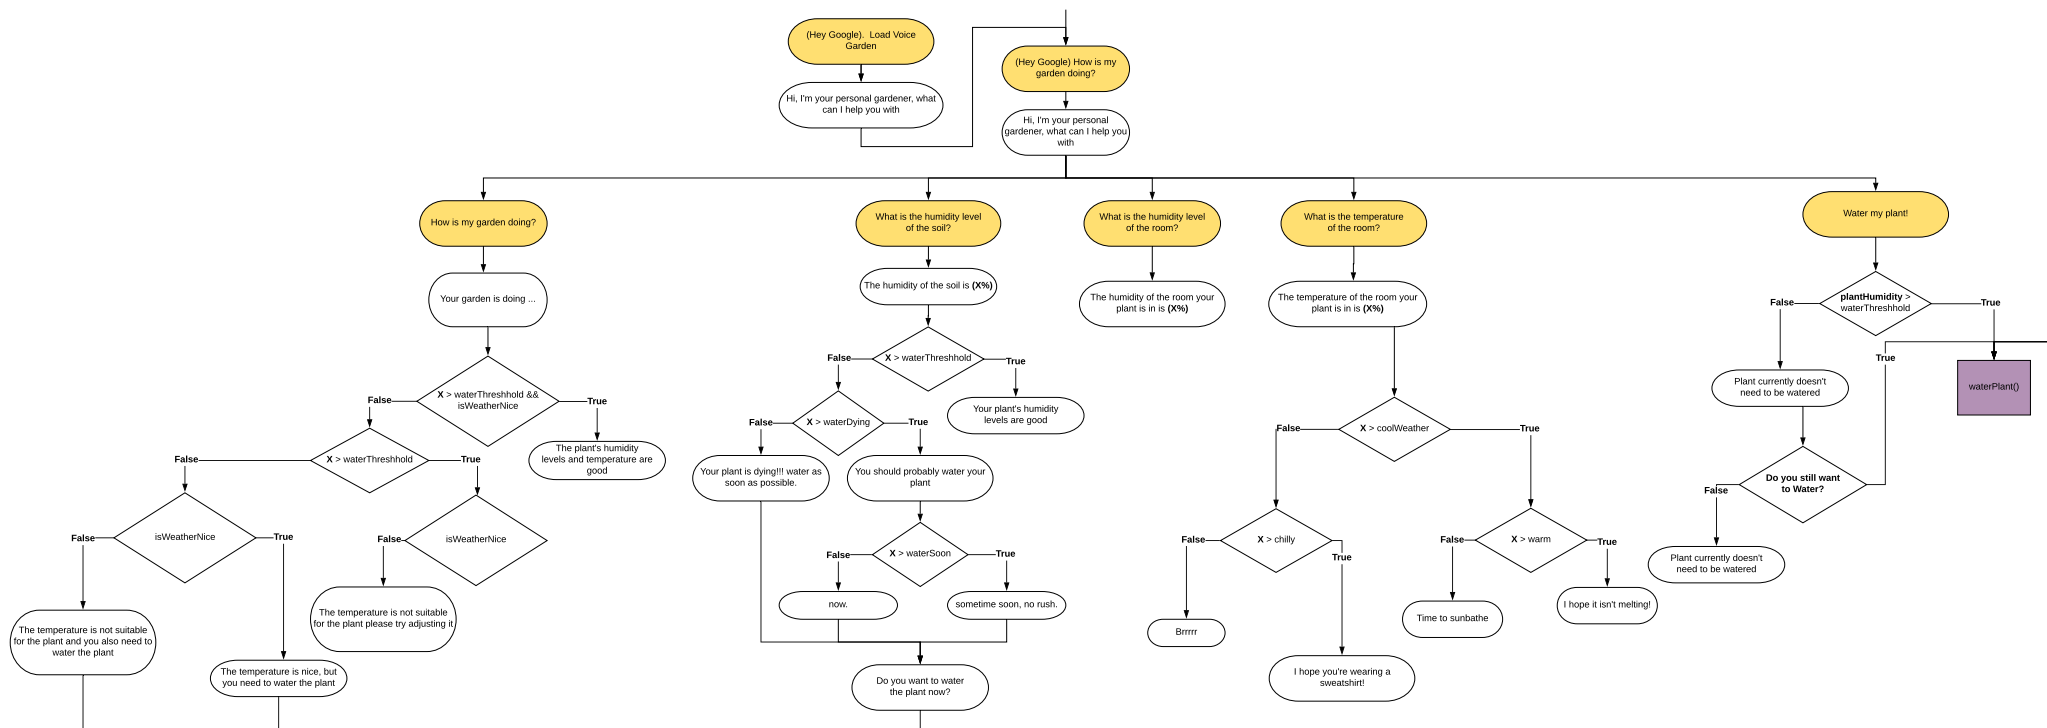 (Hey Google).  Load Voice
Garden
Hi, I'm your personal gardener, what
can I help you with
(Hey Google) How is my
garden doing?
Hi, I'm your personal
gardener, what can I help you
with
How is my garden doing?
Your garden is doing ...
X > waterThreshhold &&
isWeatherNice
False
True
The plant's humidity
levels and temperature are
good
X > waterThreshhold
False
True
isWeatherNice
False
True
The temperature is not suitable
for the plant and you also need to
water the plant
The temperature is nice, but
you need to water the plant
isWeatherNice
False
The temperature is not suitable
for the plant please try adjusting it
What is the humidity level
of the soil?
The humidity of the soil is (X%)
X > waterThreshhold
False
True
Your plant's humidity
levels are good
X > waterDying
False
True
Your plant is dying!!! water as
soon as possible.
You should probably water your
plant
X > waterSoon
False
True
now.
sometime soon, no rush.
Do you want to water
the plant now?
What is the humidity level
of the room?
The humidity of the room your
plant is in is (X%)
What is the temperature
of the room?
The temperature of the room your
plant is in is (X%)
X > coolWeather
False
True
X > chilly
False
True
Brrrrr
I hope you're wearing a
sweatshirt!
X > warm
False
True
Time to sunbathe
I hope it isn't melting!
Water my plant!
plantHumidity >
waterThreshhold
False
True
Plant currently doesn't
need to be watered
waterPlant()
Do you still want
to Water?
True
False
Plant currently doesn't
need to be watered